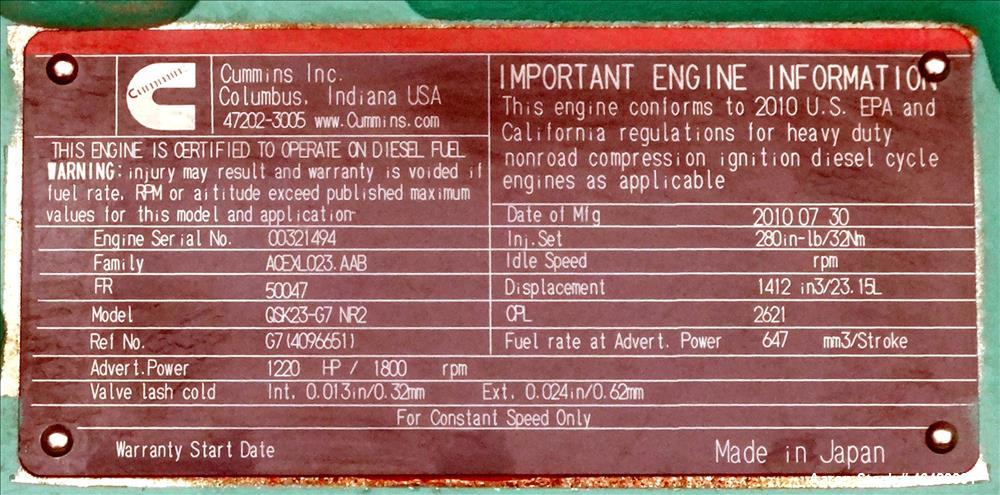 Cummins
Cummins Inc.
Columbus, Indiana USA
47202-3005 www.Cummins.com
THIS ENGINE IS CERTIFIED TO OPERATE ON DIESEL FUEL
WARNING: injury may result and warranty is voided if
fuel rate, RPM or aititude exceed published maximum
values for this model and application
IMPORTANT ENGINE INFORMATION
This engine conforms to 2010 U.S. EPA and
California regulations for heavy duty
nonroad compression ignition diesel cycle
engines as applicable
Engine Serial No. 00321494
Family ACEXL023.AAB
FR 50047
Model QSK23-G7 NR2
Ref No. G7(4096651)
Date of Mfg 2010 07 30
Inj.Set 280in-lb/32Nm
Idle Speed rpm
Displacement 1412 in3/23.15L
CPL 2621
Fuel rate at Advert. Power 647 mm3/Stroke
Advert.Power 1220 HP / 1800 rpm
Valve lash cold Int. 0.013in/0.32mm Ext. 0.024in/0.62mm
For Constant Speed Only
Warranty Start Date
Made in Japan